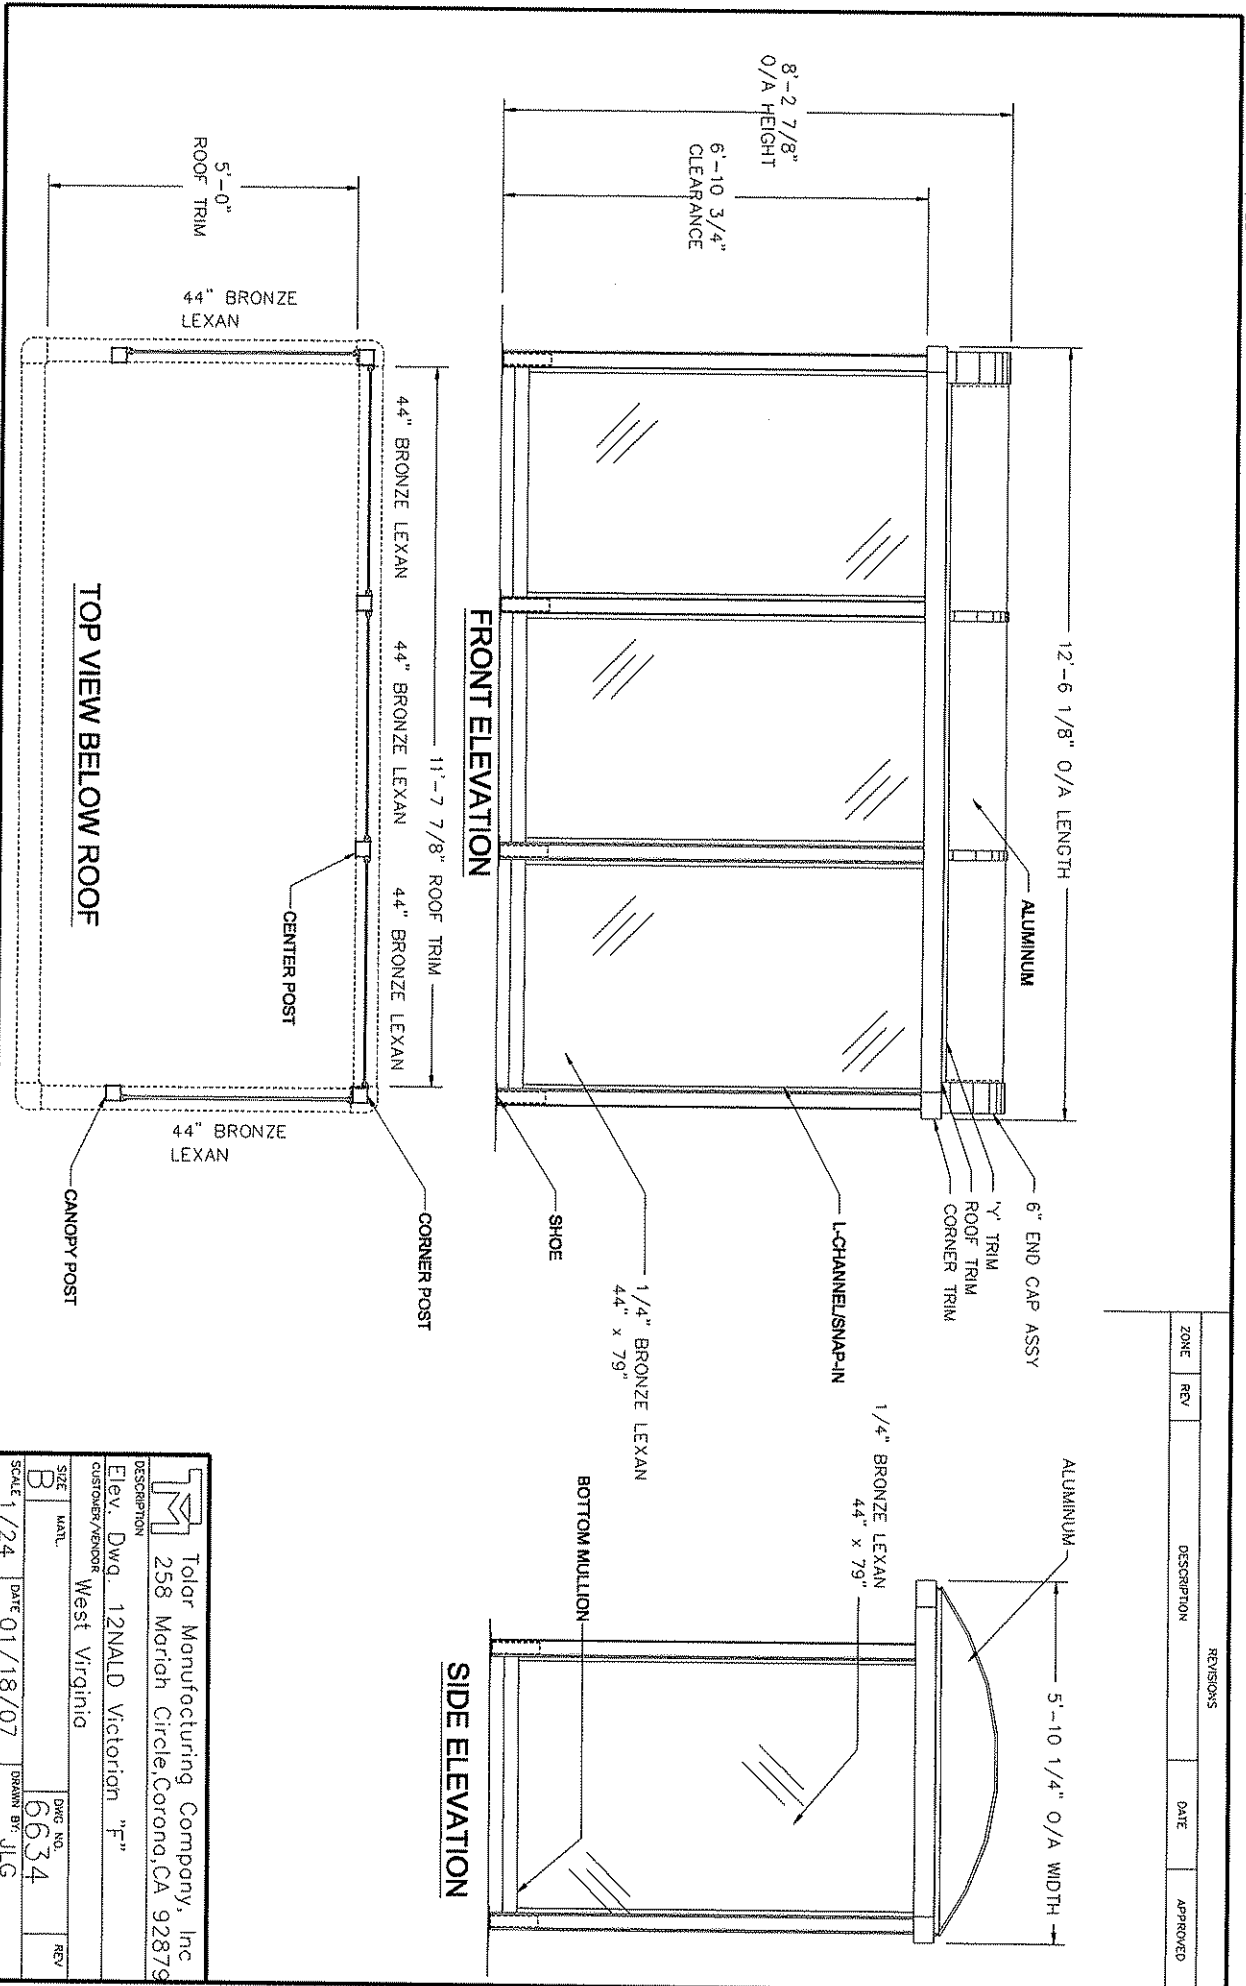 REVISIONS
ZONE
REV
DESCRIPTION
DATE
APPROVED
8'-2 7/8"
O/A HEIGHT
6'-10 3/4"
CLEARANCE
12'-6 1/8" O/A LENGTH
ALUMINUM
6" END CAP ASSY
'Y' TRIM
ROOF TRIM
CORNER TRIM
L-CHANNEL/SNAP-IN
1/4" BRONZE LEXAN
44" x 79"
SHOE
FRONT ELEVATION
ALUMINUM
5'-10 1/4" O/A WIDTH
1/4" BRONZE LEXAN
44" x 79"
BOTTOM MULLION
SIDE ELEVATION
5'-0"
ROOF TRIM
11'-7 7/8" ROOF TRIM
44" BRONZE LEXAN
44" BRONZE LEXAN
44" BRONZE LEXAN
44" BRONZE
LEXAN
44" BRONZE
LEXAN
CENTER POST
CORNER POST
CANOPY POST
TOP VIEW BELOW ROOF
TM
Tolar Manufacturing Company, Inc
258 Mariah Circle,Corona,CA 92879
DESCRIPTION
Elev. Dwg. 12NALD Victorian "F"
CUSTOMER/VENDOR
West Virginia
SIZE
B
MATL.
DWG NO.
6634
REV
SCALE 1/24
DATE 01/18/07
DRAWN BY: JLG